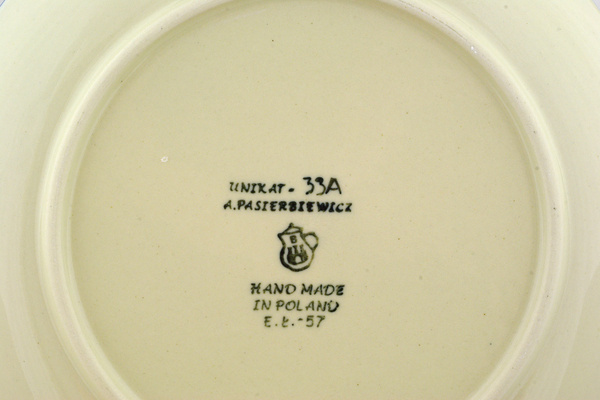 UNIKAT - 33A
A.PASIERBIEWICZ
B
HAND MADE
IN POLAND
E.Ł.-57